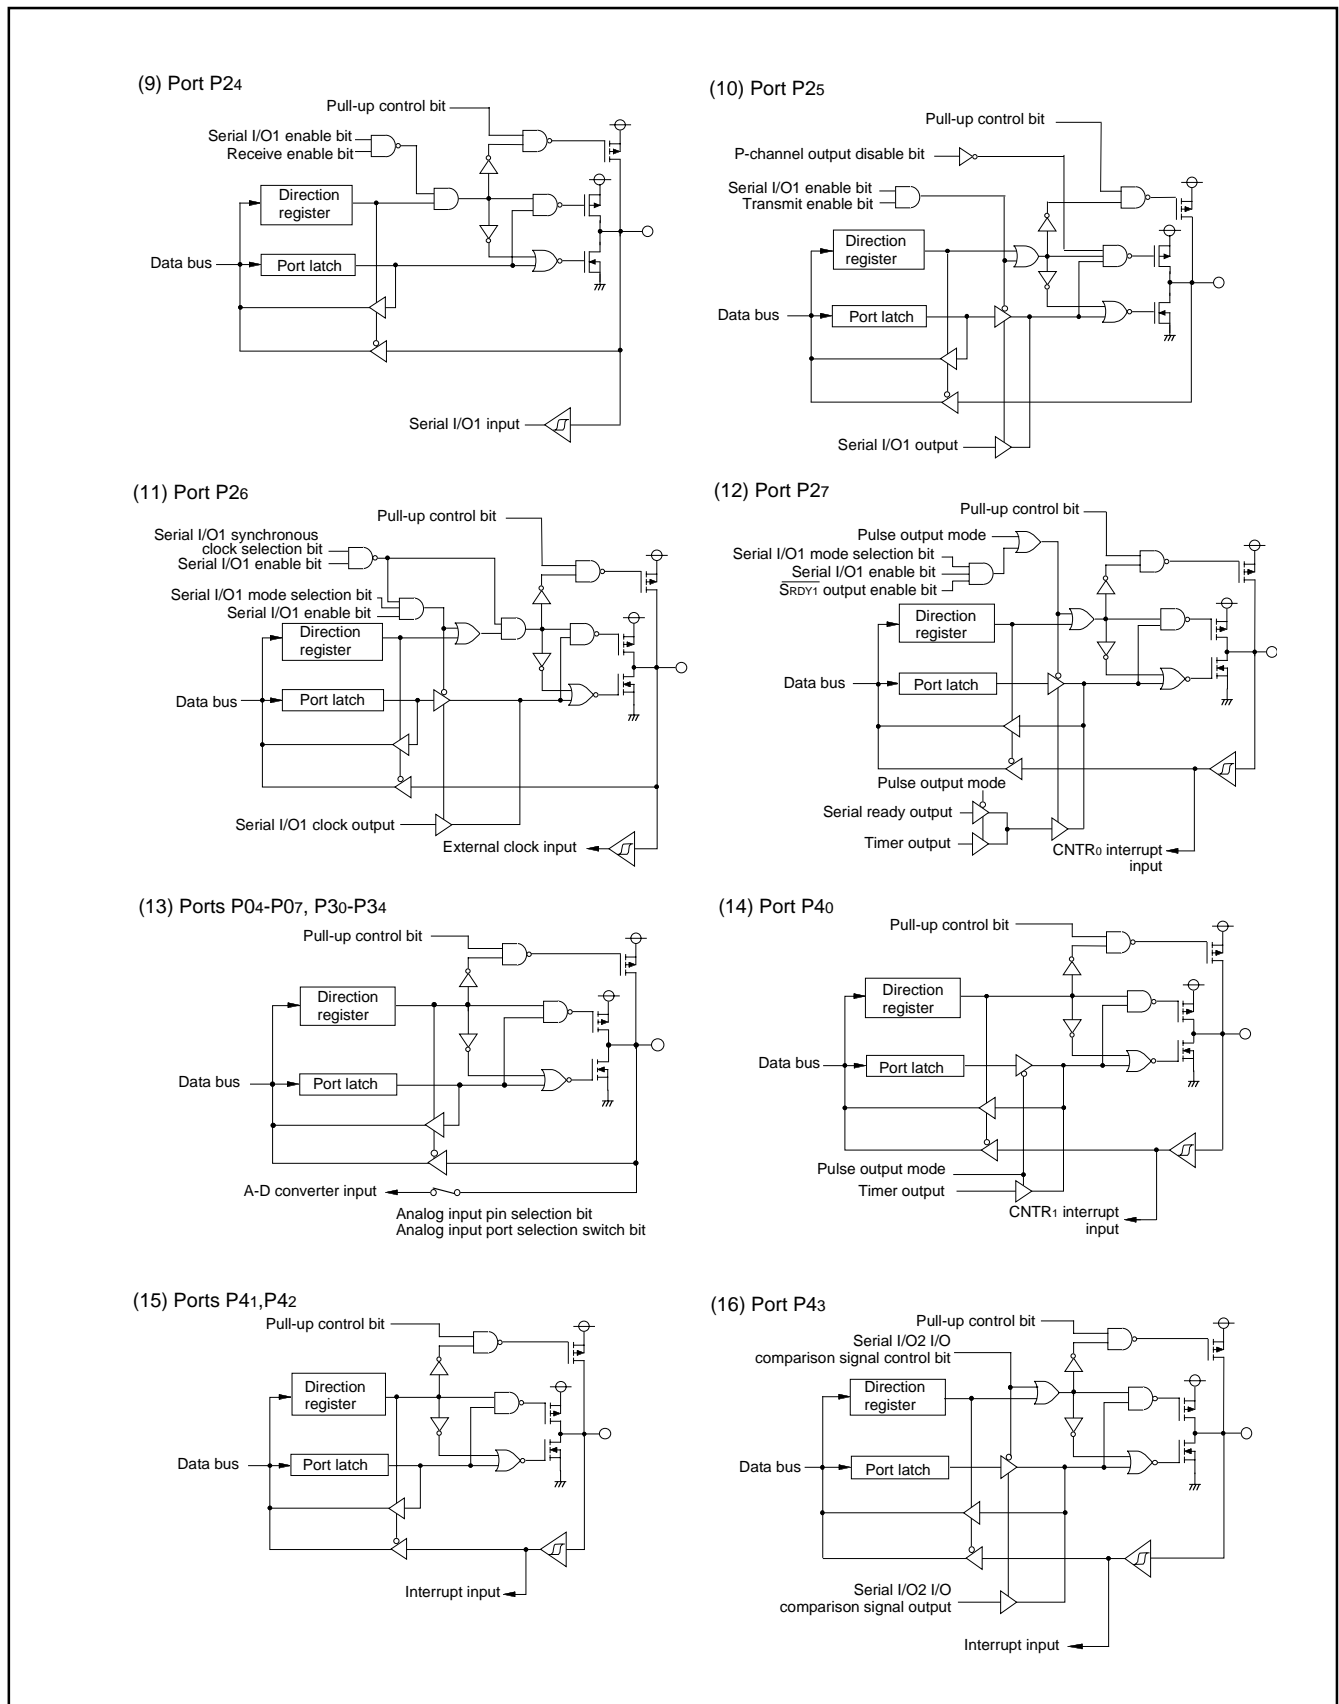 (9) Port P24
Pull-up control bit
Serial I/O1 enable bit
Receive enable bit
Direction
register
Data bus
Port latch
Serial I/O1 input
(10) Port P25
Pull-up control bit
P-channel output disable bit
Serial I/O1 enable bit
Transmit enable bit
Direction
register
Data bus
Port latch
Serial I/O1 output
(11) Port P26
Pull-up control bit
Serial I/O1 synchronous
clock selection bit
Serial I/O1 enable bit
Serial I/O1 mode selection bit
Serial I/O1 enable bit
Direction
register
Data bus
Port latch
Serial I/O1 clock output
External clock input
(12) Port P27
Pull-up control bit
Pulse output mode
Serial I/O1 mode selection bit
Serial I/O1 enable bit
SRDY1 output enable bit
Direction
register
Data bus
Port latch
Pulse output mode
Serial ready output
Timer output
CNTR0 interrupt
input
(13) Ports P04-P07, P30-P34
Pull-up control bit
Direction
register
Data bus
Port latch
A-D converter input
Analog input pin selection bit
Analog input port selection switch bit
(14) Port P40
Pull-up control bit
Direction
register
Data bus
Port latch
Pulse output mode
Timer output
CNTR1 interrupt
input
(15) Ports P41,P42
Pull-up control bit
Direction
register
Data bus
Port latch
Interrupt input
(16) Port P43
Pull-up control bit
Serial I/O2 I/O
comparison signal control bit
Direction
register
Data bus
Port latch
Serial I/O2 I/O
comparison signal output
Interrupt input